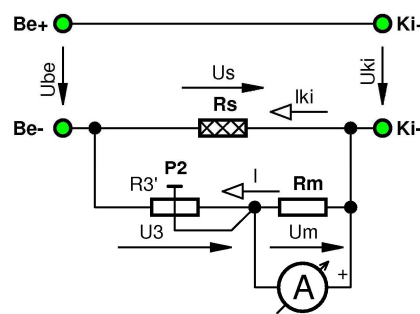 Be+ Ki-
Ube Us Iki Uki
Rs
Be- Ki-
P2 I
R3' Rm
U3 Um
A +